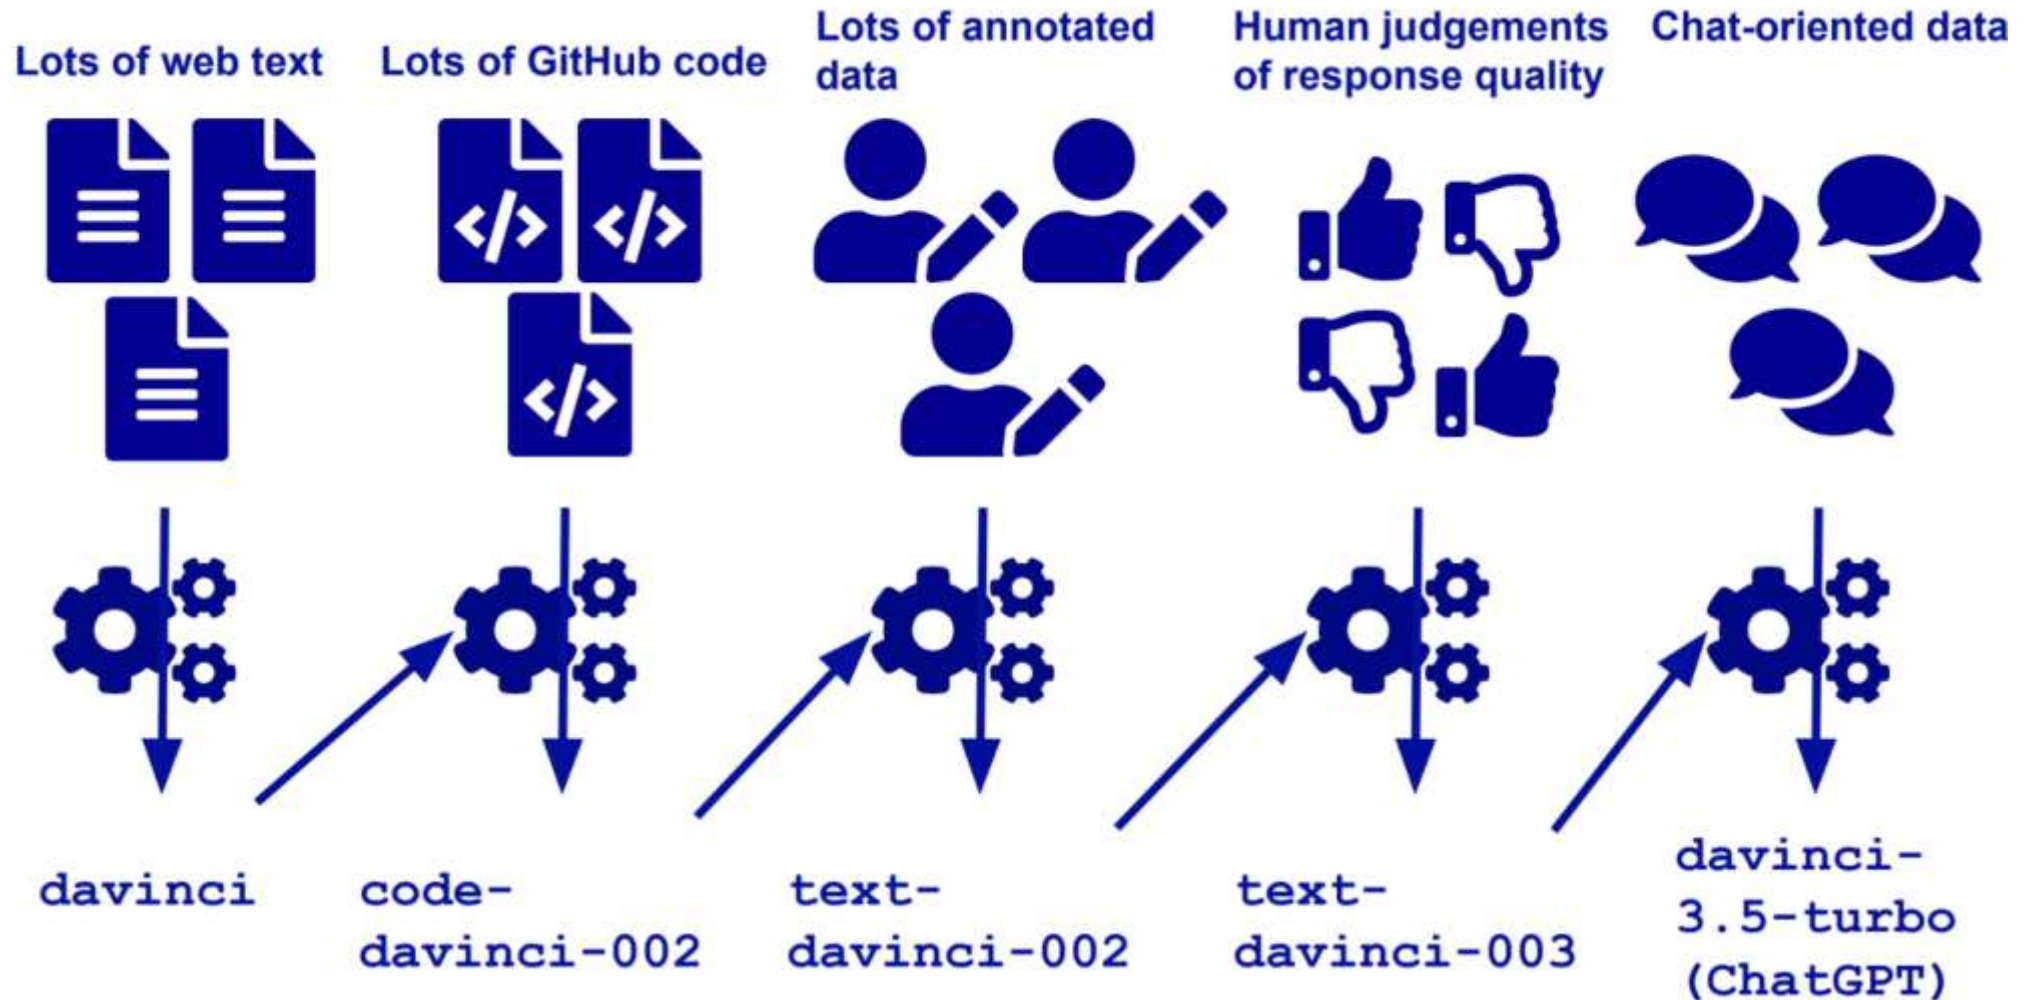 Lots of web text
Lots of GitHub code
Lots of annotated
data
Human judgements
of response quality
Chat-oriented data
</>
</>
</>
davinci
code-
davinci-002
text-
davinci-002
text-
davinci-003
davinci-
3.5-turbo
(ChatGPT)